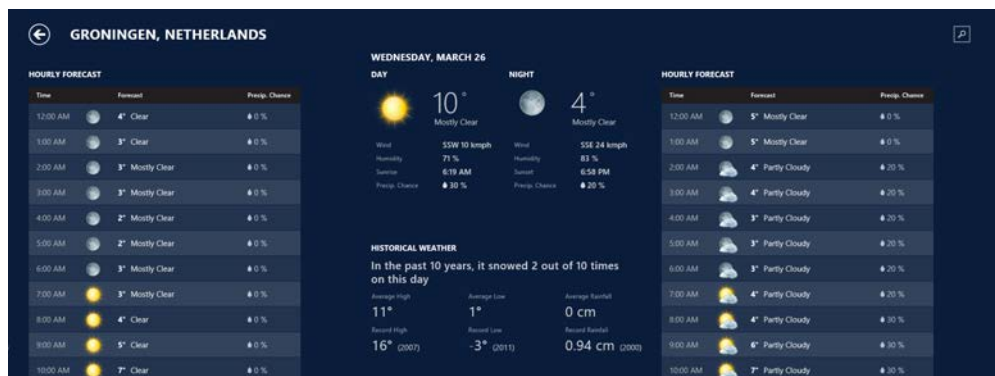 GRONINGEN, NETHERLANDS
HOURLY FORECAST
Time Forecast Precip. Chance
12:00 AM 4° Clear 0 %
1:00 AM 3° Clear 0 %
2:00 AM 3° Mostly Clear 0 %
3:00 AM 3° Mostly Clear 0 %
4:00 AM 2° Mostly Clear 0 %
5:00 AM 2° Mostly Clear 0 %
6:00 AM 3° Mostly Clear 0 %
7:00 AM 3° Mostly Clear 0 %
8:00 AM 4° Clear 0 %
9:00 AM 5° Clear 0 %
10:00 AM 7° Clear 0 %
WEDNESDAY, MARCH 26
DAY NIGHT
10° 4°
Mostly Clear Mostly Clear
Wind SSW 10 kmph Wind SSE 24 kmph
Humidity 71 % Humidity 83 %
Sunrise 6:19 AM Sunset 6:58 PM
Precip. Chance 30 % Precip. Chance 20 %
HISTORICAL WEATHER
In the past 10 years, it snowed 2 out of 10 times
on this day
Average High Average Low Average Rainfall
11° 1° 0 cm
Record High Record Low Record Rainfall
16° (2007) -3° (2011) 0.94 cm (2000)
HOURLY FORECAST
Time Forecast Precip. Chance
12:00 AM 5° Mostly Clear 0 %
1:00 AM 5° Mostly Clear 0 %
2:00 AM 4° Partly Cloudy 20 %
3:00 AM 4° Partly Cloudy 20 %
4:00 AM 3° Partly Cloudy 20 %
5:00 AM 3° Partly Cloudy 20 %
6:00 AM 3° Partly Cloudy 20 %
7:00 AM 4° Partly Cloudy 20 %
8:00 AM 4° Partly Cloudy 30 %
9:00 AM 6° Partly Cloudy 30 %
10:00 AM 7° Partly Cloudy 30 %